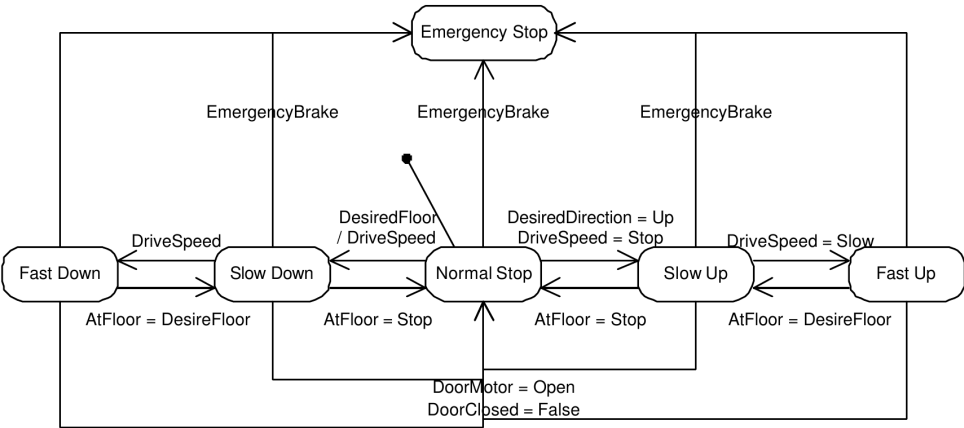 Emergency Stop
EmergencyBrake
EmergencyBrake
EmergencyBrake
DesiredFloor
/ DriveSpeed
DesiredDirection = Up
DriveSpeed = Stop
DriveSpeed
DriveSpeed = Slow
Fast Down
Slow Down
Normal Stop
Slow Up
Fast Up
AtFloor = DesireFloor
AtFloor = Stop
AtFloor = Stop
AtFloor = DesireFloor
DoorMotor = Open
DoorClosed = False